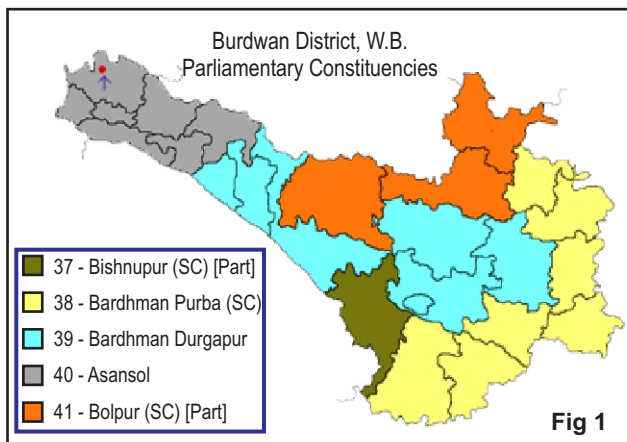 Burdwan District, W.B.
Parliamentary Constituencies
37 - Bishnupur (SC) [Part]
38 - Bardhman Purba (SC)
39 - Bardhman Durgapur
40 - Asansol
41 - Bolpur (SC) [Part]
Fig 1